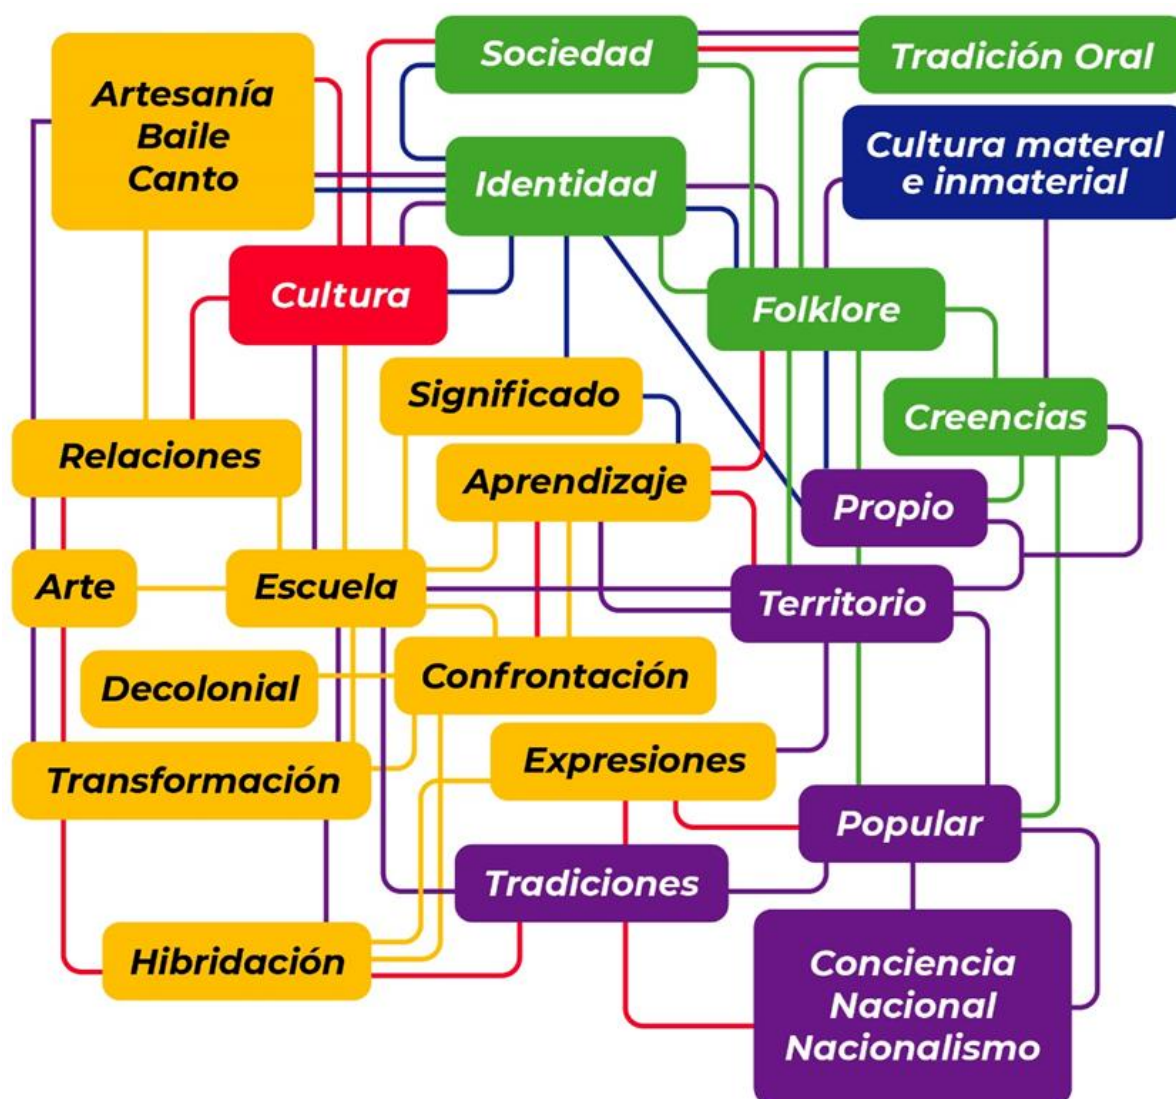 Sociedad
Tradición Oral
Artesanía
Baile
Canto
Cultura materal
e inmaterial
Identidad
Cultura
Folklore
Significado
Creencias
Relaciones
Aprendizaje
Propio
Arte
Escuela
Territorio
Decolonial
Confrontación
Transformación
Expresiones
Popular
Tradiciones
Hibridación
Conciencia
Nacional
Nacionalismo